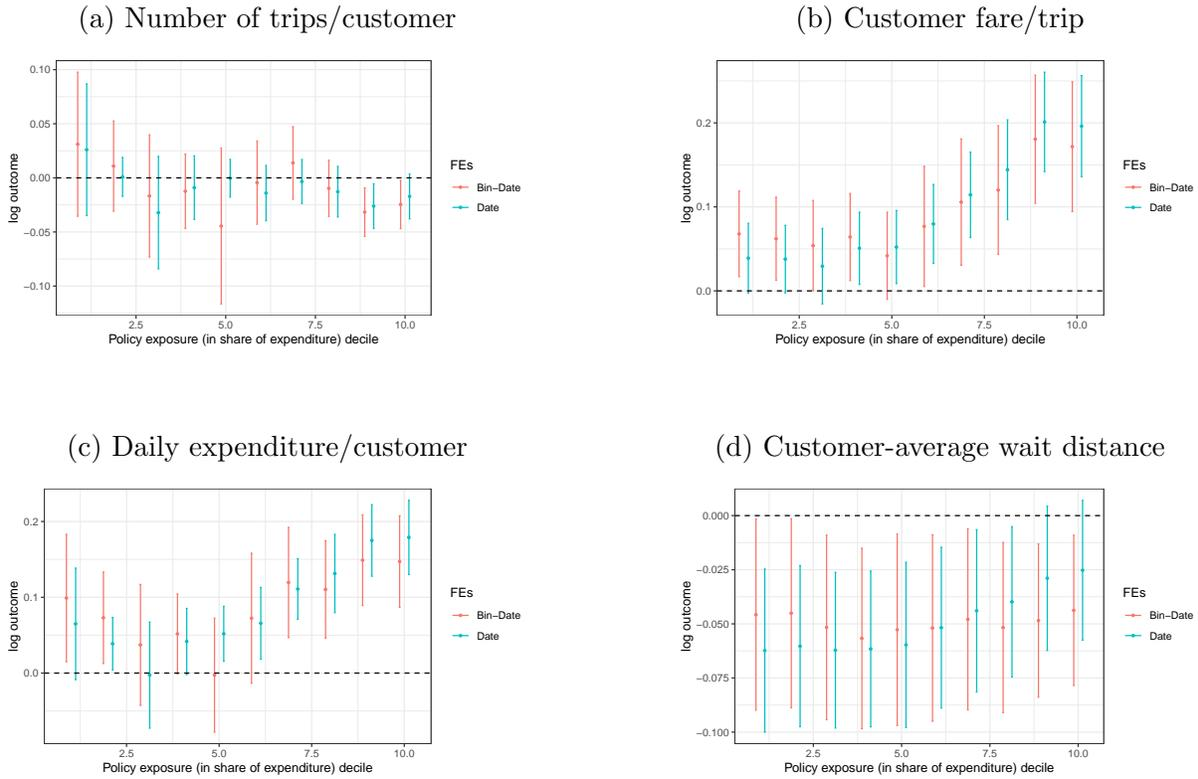 (a) Number of trips/customer
0.10
0.05
0.00
−0.05
−0.10
log outcome
2.5 5.0 7.5 10.0
Policy exposure (in share of expenditure) decile
FEs
Bin−Date
Date
(b) Customer fare/trip
0.2
0.1
0.0
log outcome
2.5 5.0 7.5 10.0
Policy exposure (in share of expenditure) decile
FEs
Bin−Date
Date
(c) Daily expenditure/customer
0.2
0.1
0.0
log outcome
2.5 5.0 7.5 10.0
Policy exposure (in share of expenditure) decile
FEs
Bin−Date
Date
(d) Customer-average wait distance
0.000
−0.025
−0.050
−0.075
−0.100
log outcome
2.5 5.0 7.5 10.0
Policy exposure (in share of expenditure) decile
FEs
Bin−Date
Date